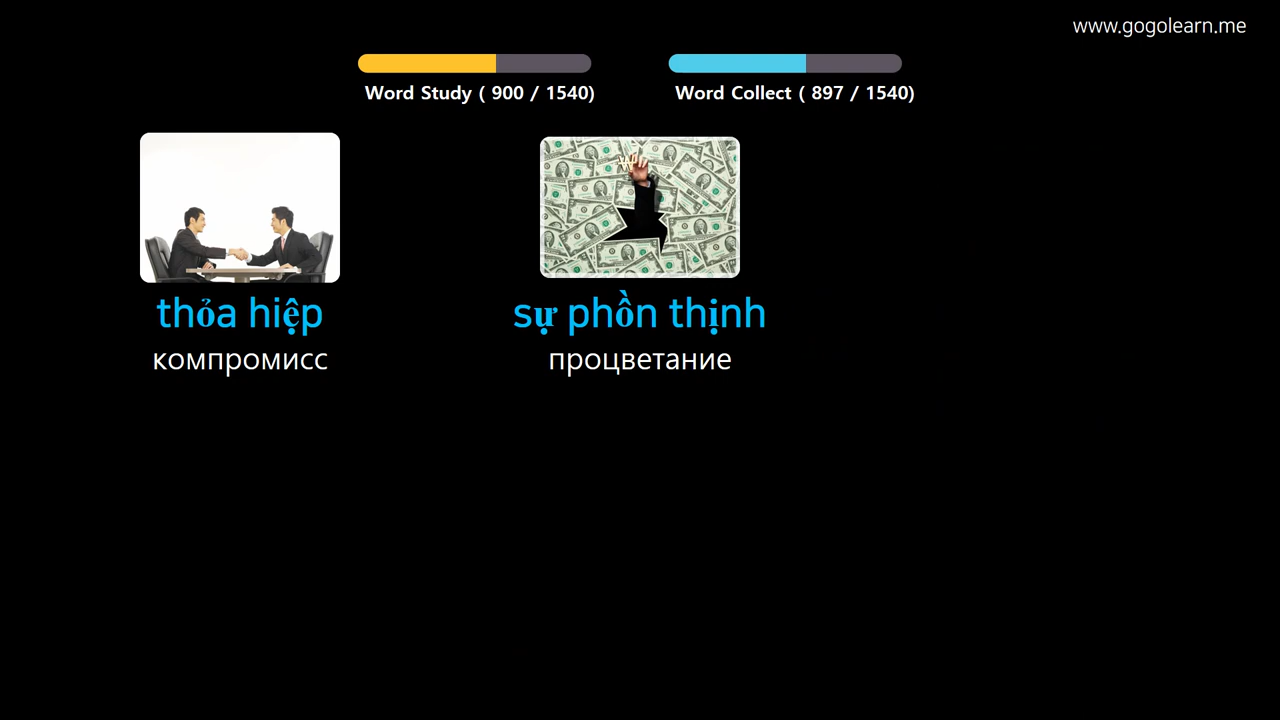 www.gogolearn.me
Word Study ( 900 / 1540)
Word Collect ( 897 / 1540)
thỏa hiệp
компромисс
sự phồn thịnh
процветание